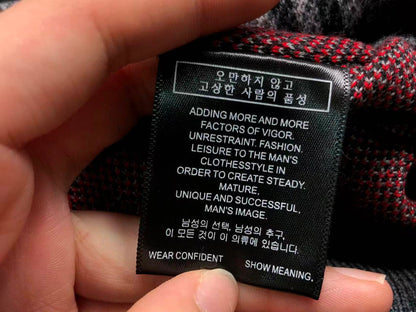 오만하지 않고
고상한 사람의 품성
ADDING MORE AND MORE
FACTORS OF VIGOR.
UNRESTRAINT. FASHION.
LEISURE TO THE MAN'S
CLOTHESSTYLE IN
ORDER TO CREATE STEADY.
MATURE,
UNIQUE AND SUCCESSFUL,
MAN'S IMAGE.
남성의 선택, 남성의 추구,
이 모든 것이 이 의류에 있습니다
WEAR CONFIDENT SHOW MEANING.